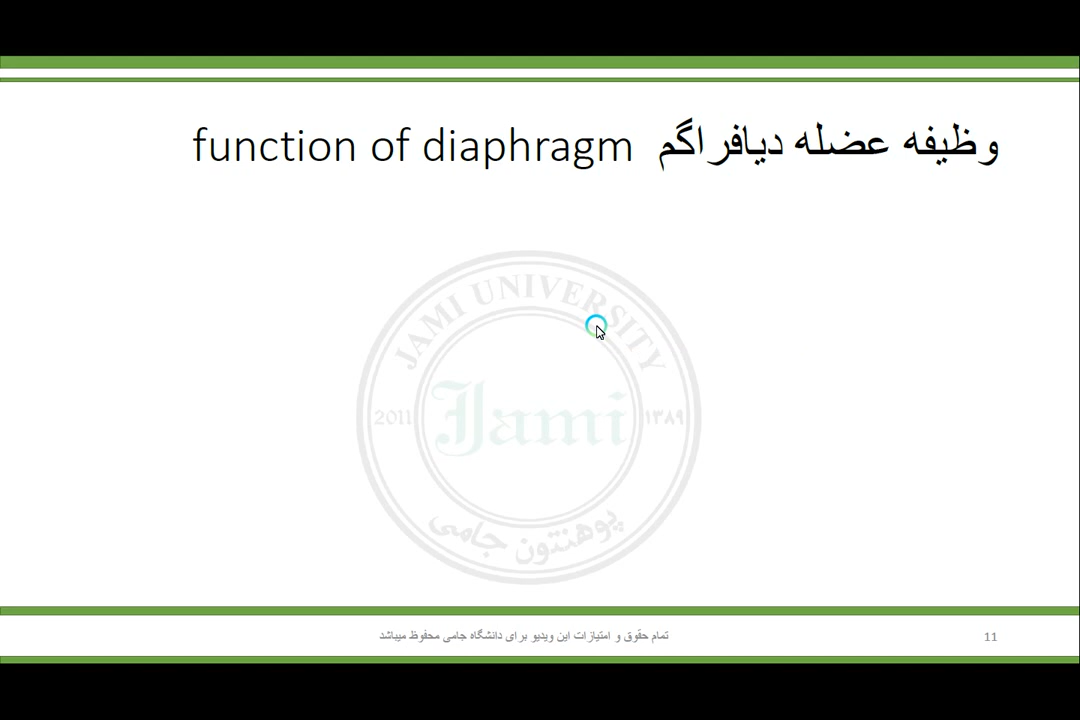 وظیفه عضله دیافراگم function of diaphragm
JAMI UNIVERSITY
2011 Jami ۱۳۸۹
پوهنتون جامی
تمام حقوق و امتیازات این ویدیو برای دانشگاه جامی محفوظ میباشد
11